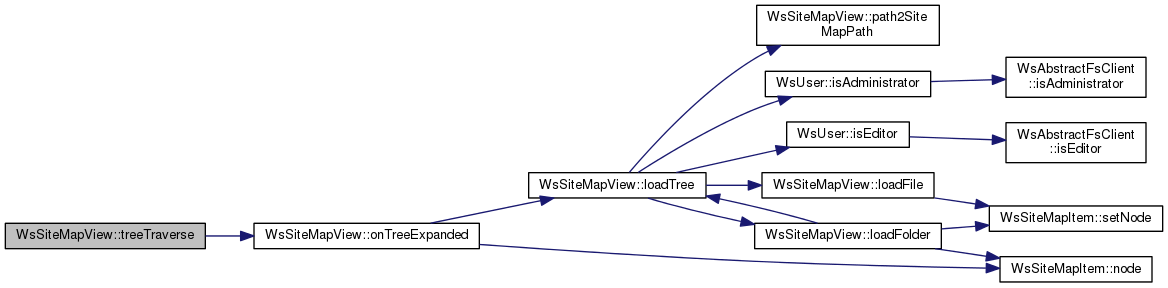 WsSiteMapView::path2Site
MapPath
WsUser::isAdministrator
WsAbstractFsClient
::isAdministrator
WsUser::isEditor
WsAbstractFsClient
::isEditor
WsSiteMapView::loadTree
WsSiteMapView::loadFile
WsSiteMapItem::setNode
WsSiteMapView::treeTraverse
WsSiteMapView::onTreeExpanded
WsSiteMapView::loadFolder
WsSiteMapItem::node